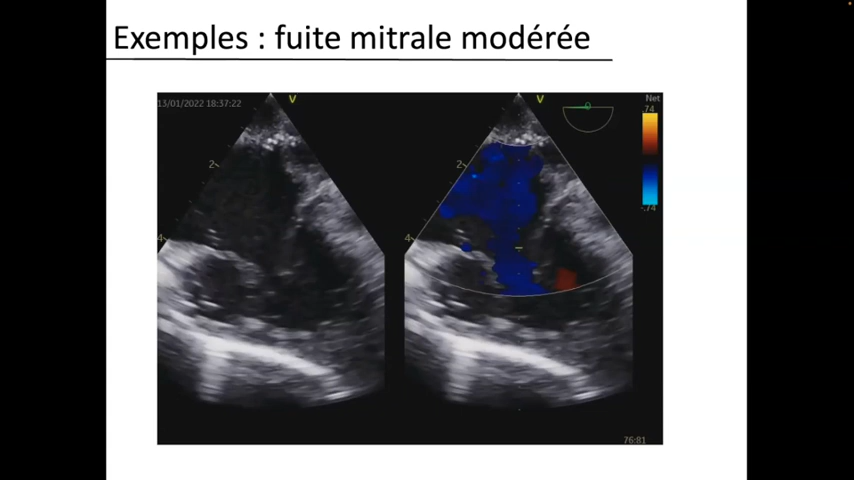 Exemples : fuite mitrale modérée
13/01/2022 18:37:22
V
V
0
Net
.74
2
2
4
4
-.74
76:81